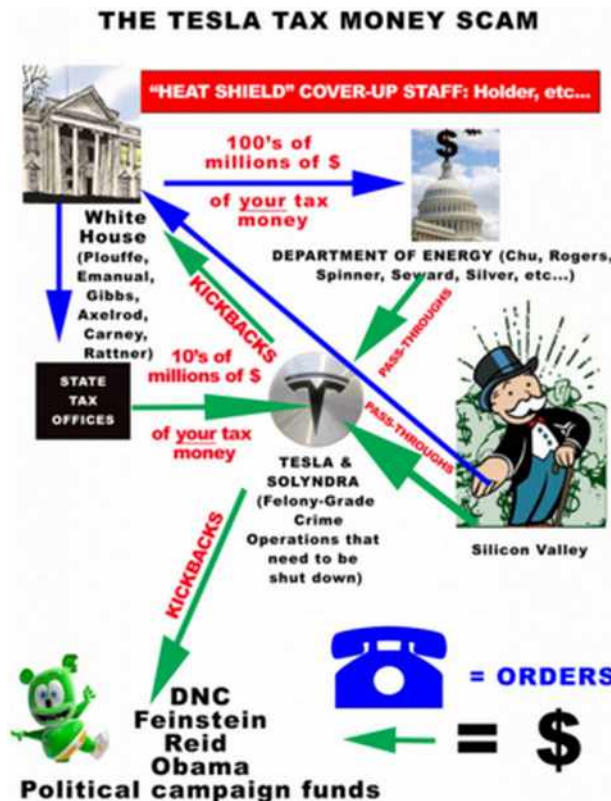 THE TESLA TAX MONEY SCAM
"HEAT SHIELD" COVER-UP STAFF: Holder, etc...
100's of
millions of $
of your tax
money
$
White
House
(Plouffe,
Emanual,
Gibbs,
Axelrod,
Carney,
Rattner)
DEPARTMENT OF ENERGY (Chu, Rogers,
Spinner, Seward, Silver, etc...)
KICKBACKS
PASS-THROUGHS
STATE
TAX
OFFICES
10's of
millions of $
of your tax
money
PASS-THROUGHS
TESLA &
SOLYNDRA
(Felony-Grade
Crime
Operations that
need to be
shut down)
Silicon Valley
KICKBACKS
= ORDERS
DNC
Feinstein
Reid
Obama
Political campaign funds
= $